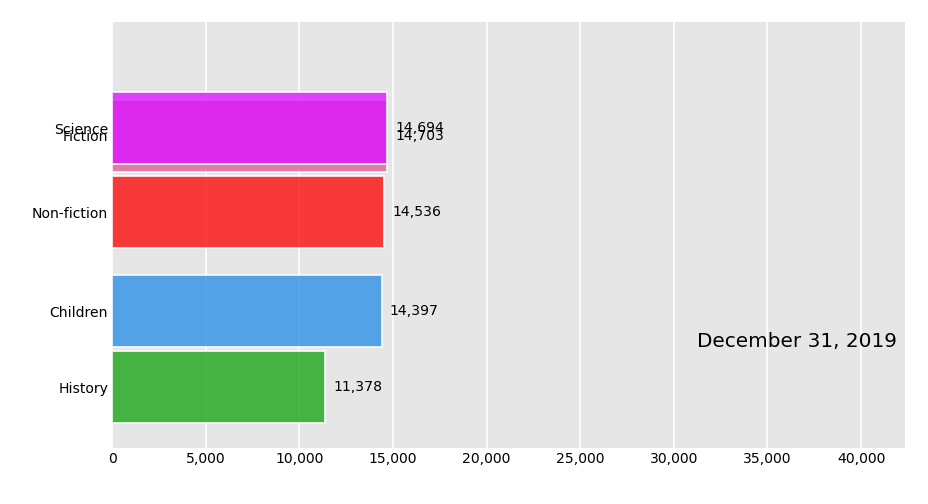 Science 14,694
Fiction 14,703
Non-fiction 14,536
Children 14,397
December 31, 2019
History 11,378
0 5,000 10,000 15,000 20,000 25,000 30,000 35,000 40,000